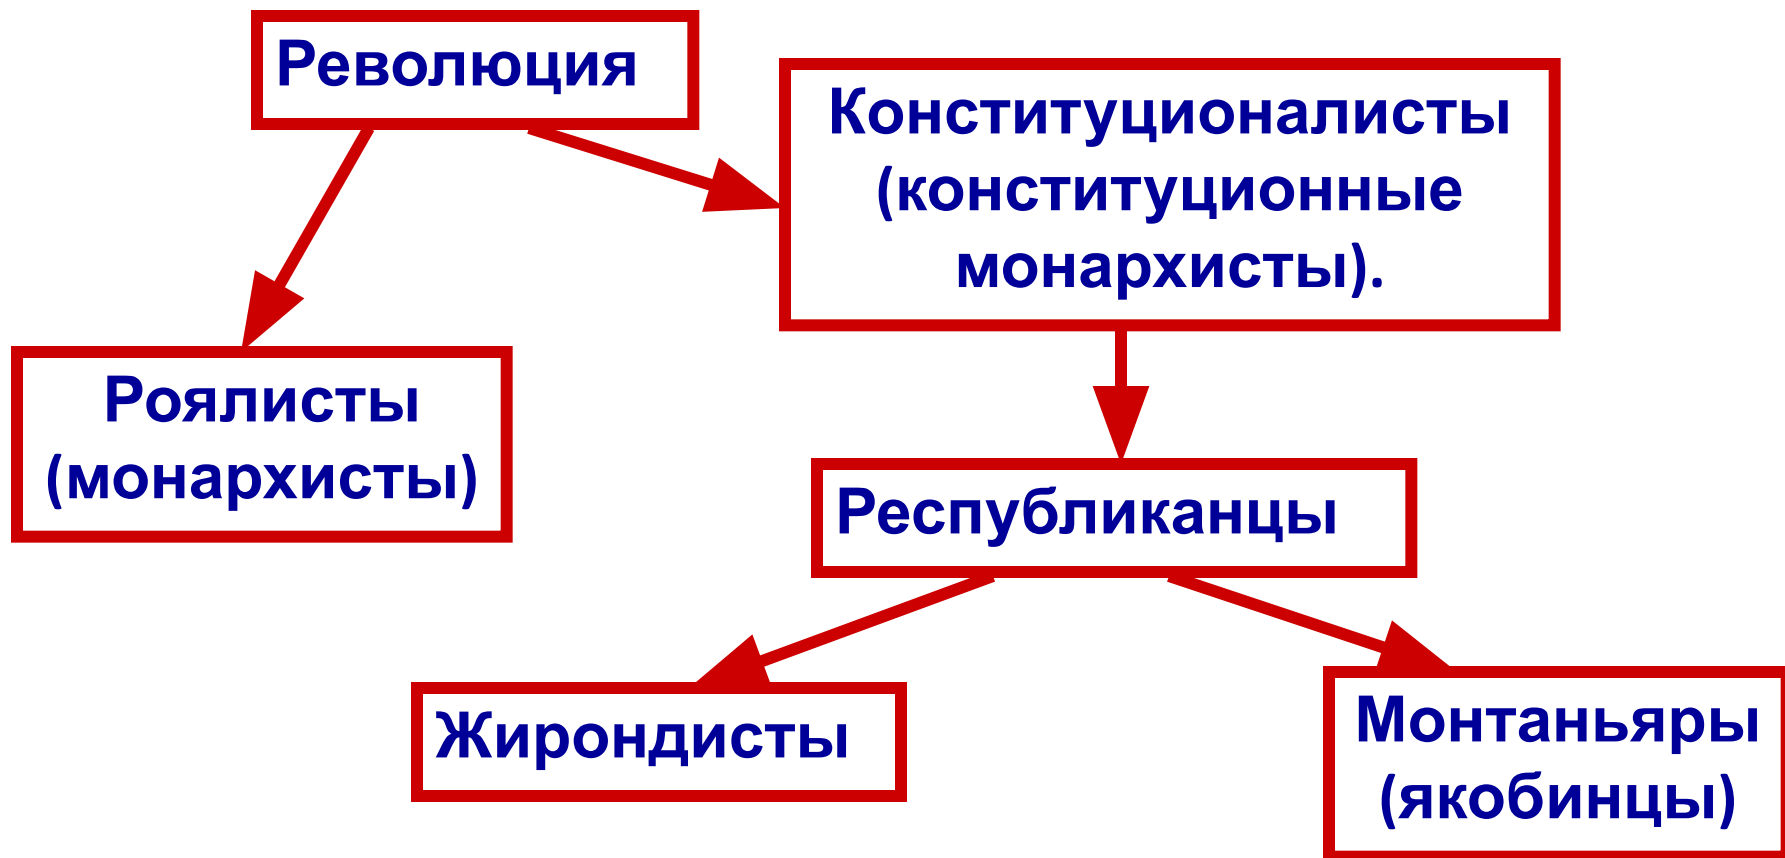 Революция
Конституционалисты
(конституционные
монархисты).
Роялисты
(монархисты)
Республиканцы
Жирондисты
Монтаньяры
(якобинцы)